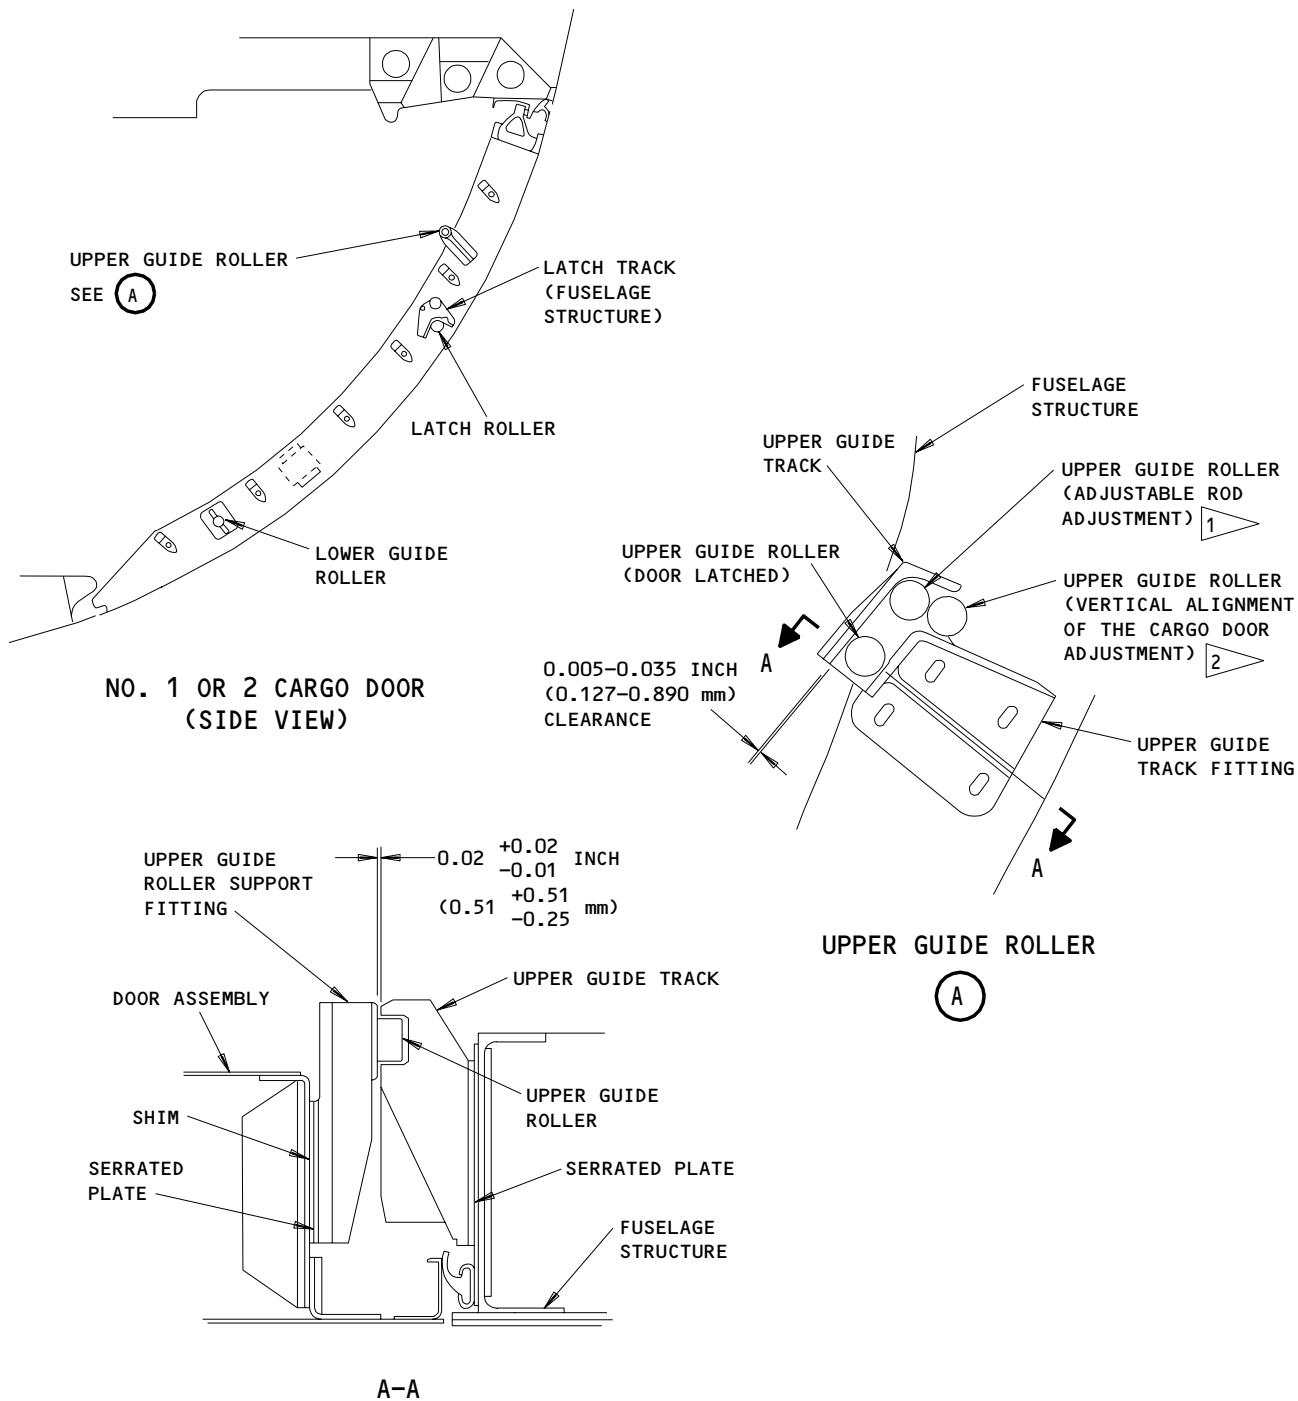 UPPER GUIDE ROLLER
SEE A
LATCH TRACK
(FUSELAGE
STRUCTURE)
LATCH ROLLER
LOWER GUIDE
ROLLER
NO. 1 OR 2 CARGO DOOR
(SIDE VIEW)
FUSELAGE
STRUCTURE
UPPER GUIDE
TRACK
UPPER GUIDE ROLLER
(ADJUSTABLE ROD
ADJUSTMENT) 1
UPPER GUIDE ROLLER
(DOOR LATCHED)
UPPER GUIDE ROLLER
(VERTICAL ALIGNMENT
OF THE CARGO DOOR
ADJUSTMENT) 2
A
0.005-0.035 INCH
(0.127-0.890 mm)
CLEARANCE
UPPER GUIDE
TRACK FITTING
A
UPPER GUIDE ROLLER
A
UPPER GUIDE
ROLLER SUPPORT
FITTING
0.02 +0.02 -0.01 INCH
(0.51 +0.51 -0.25 mm)
DOOR ASSEMBLY
UPPER GUIDE TRACK
SHIM
UPPER GUIDE
ROLLER
SERRATED
PLATE
SERRATED PLATE
FUSELAGE
STRUCTURE
A-A